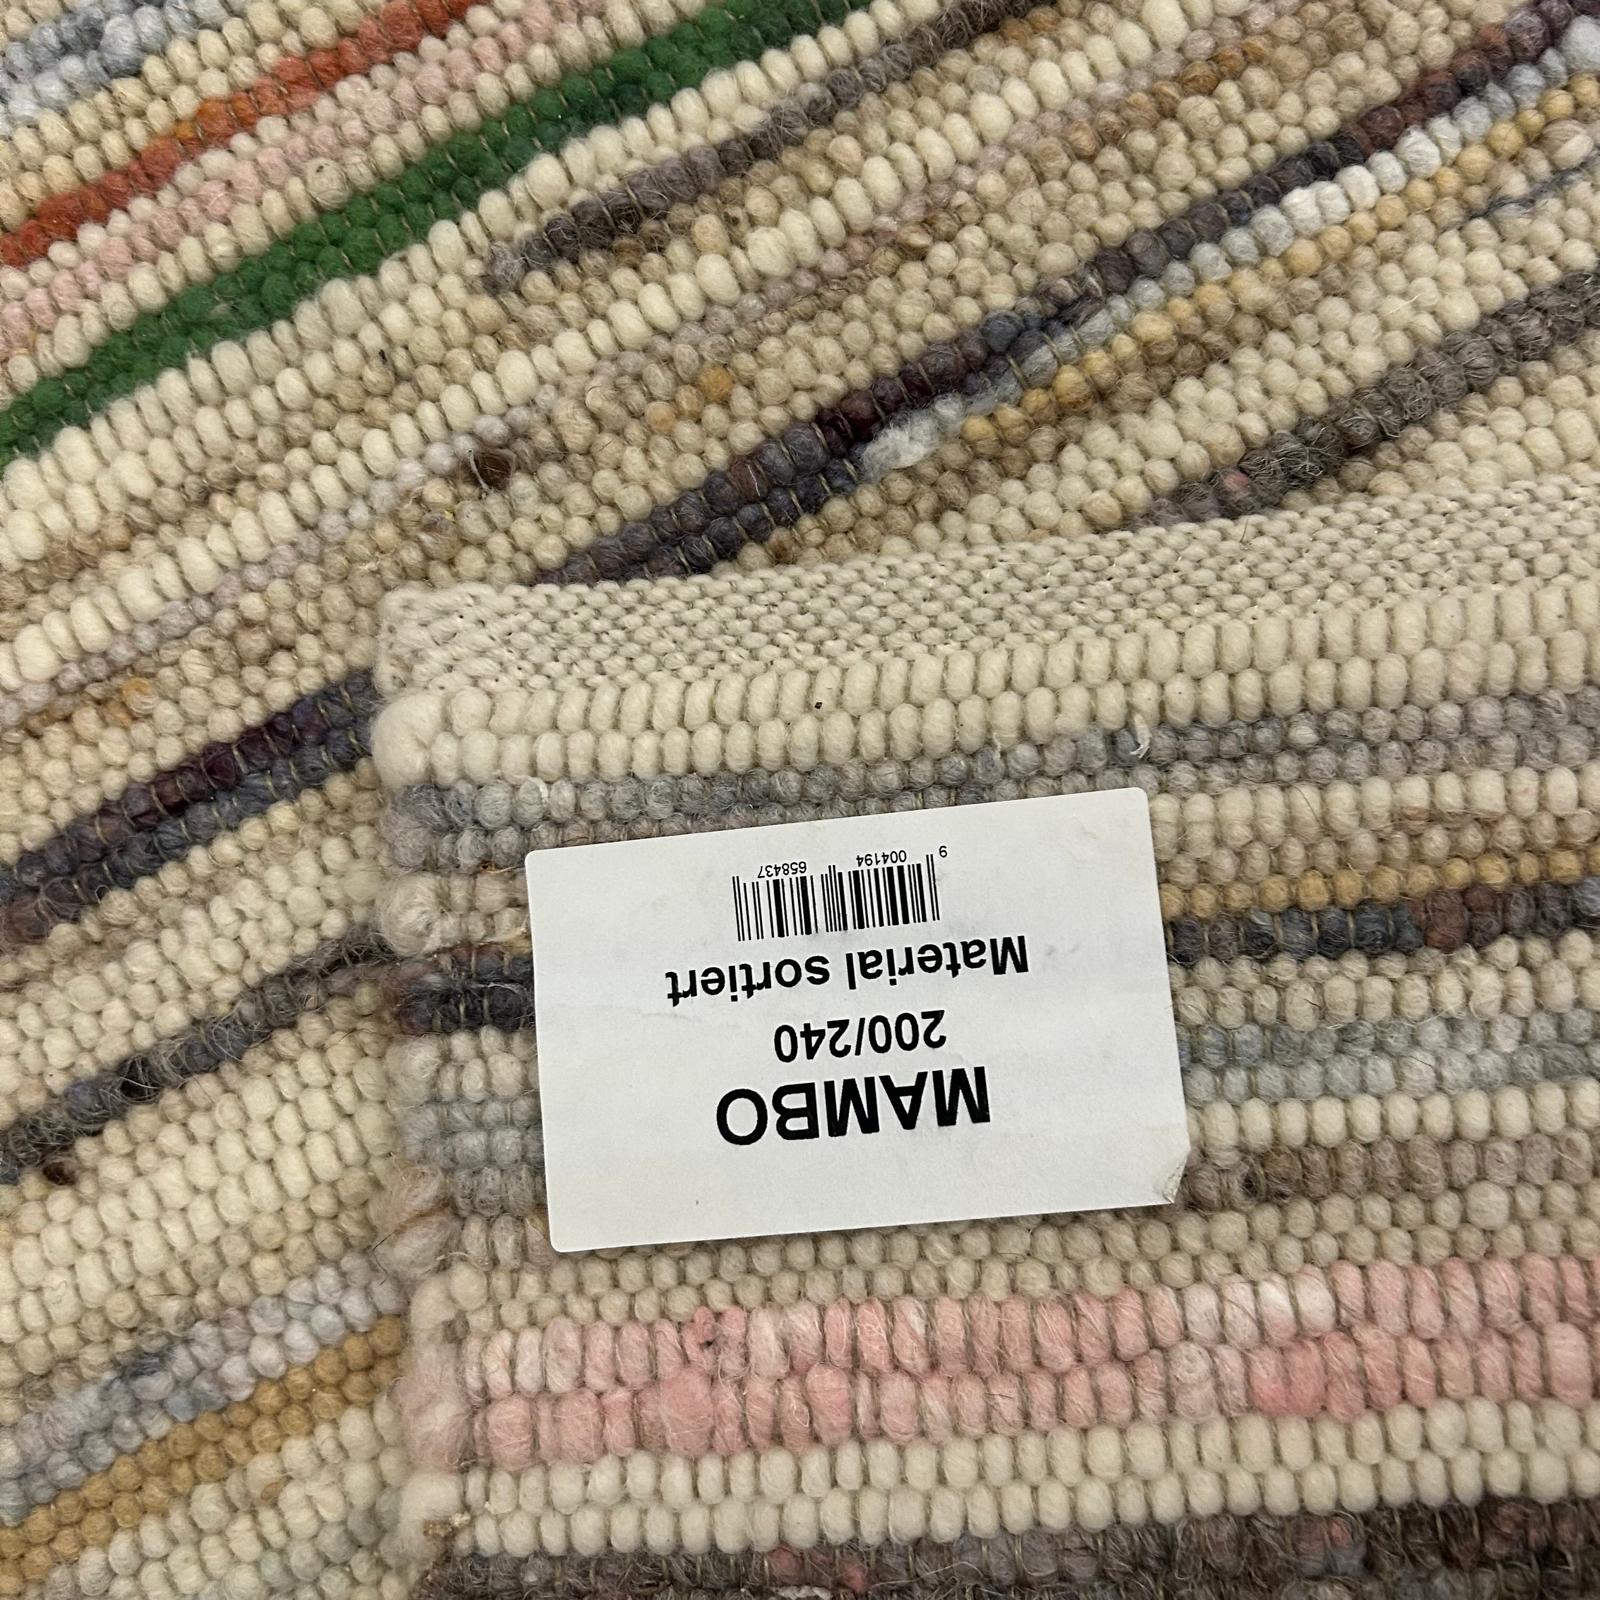 MAMBO
200/240
Material sortiert
9 004194 658437